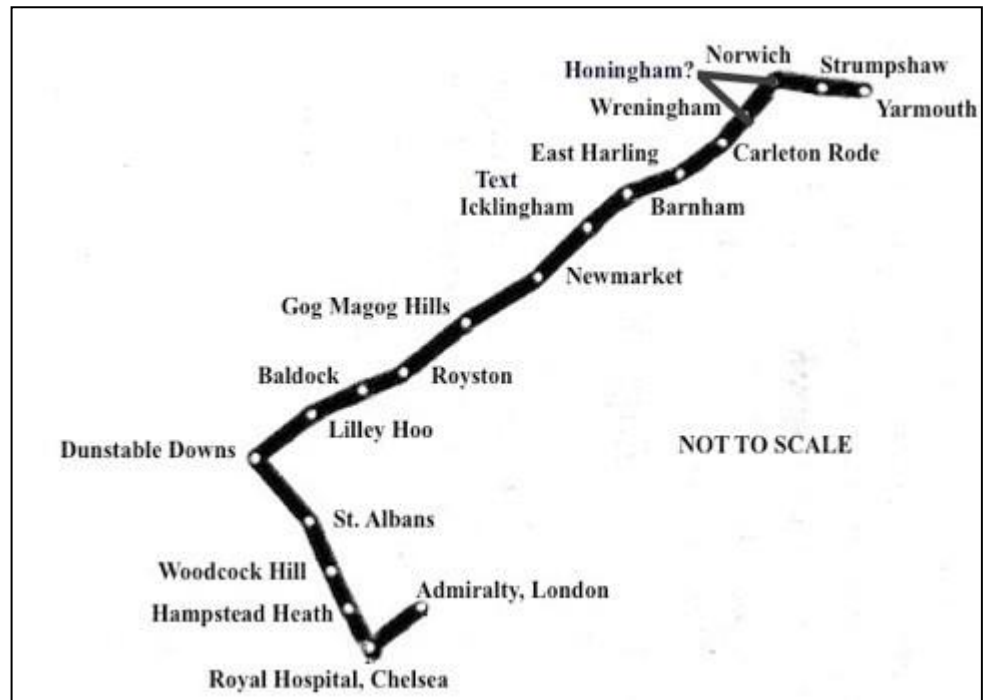 Norwich
Honingham?
Strumpshaw
Wreningham
Yarmouth
East Harling
Carleton Rode
Text
Icklingham
Barnham
Newmarket
Gog Magog Hills
Baldock
Royston
Lilley Hoo
Dunstable Downs
NOT TO SCALE
St. Albans
Woodcock Hill
Admiralty, London
Hampstead Heath
Royal Hospital, Chelsea